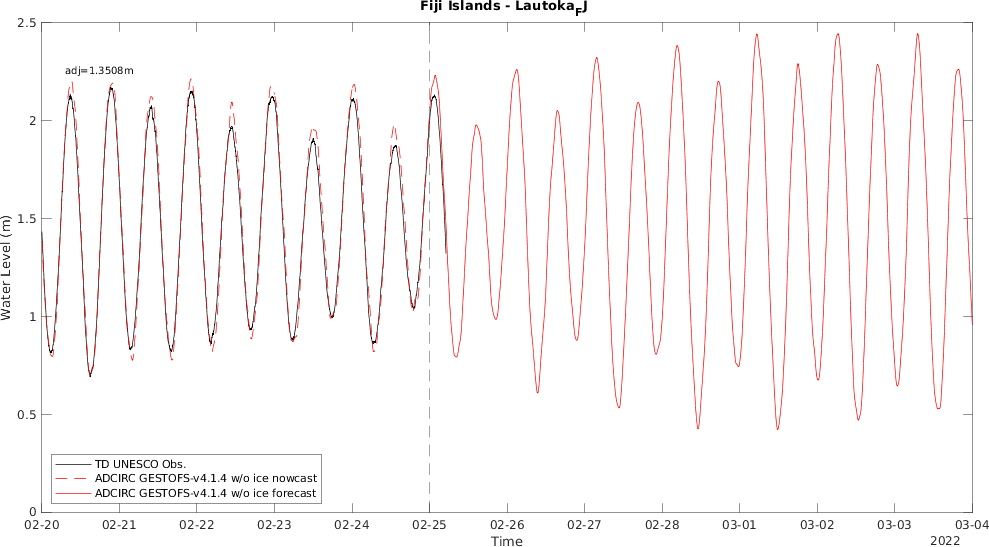 Fiji Islands - Lautoka_FJ
adj=1.3508m
2.5
2
1.5
1
0.5
0
Water Level (m)
TD UNESCO Obs.
ADCIRC GESTOFS-v4.1.4 w/o ice nowcast
ADCIRC GESTOFS-v4.1.4 w/o ice forecast
02-20 02-21 02-22 02-23 02-24 02-25 02-26 02-27 02-28 03-01 03-02 03-03 03-04
Time
2022